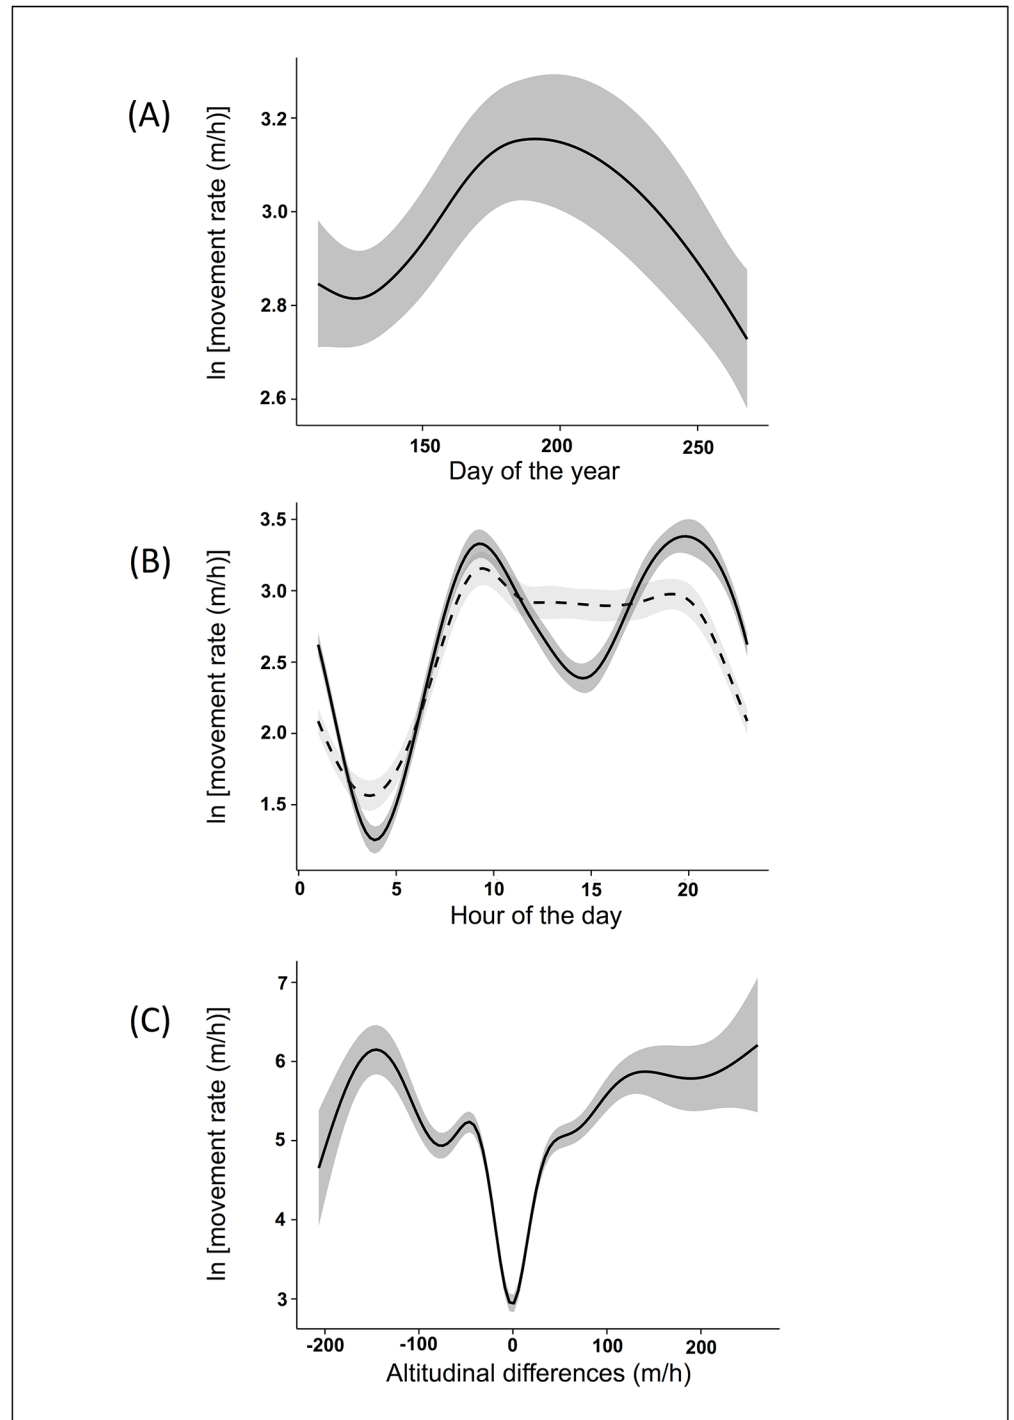 (A)
ln [movement rate (m/h)]
3.2
3.0
2.8
2.6
150 200 250
Day of the year
(B)
ln [movement rate (m/h)]
3.5
3.0
2.5
2.0
1.5
0 5 10 15 20
Hour of the day
(C)
ln [movement rate (m/h)]
7
6
5
4
3
-200 -100 0 100 200
Altitudinal differences (m/h)